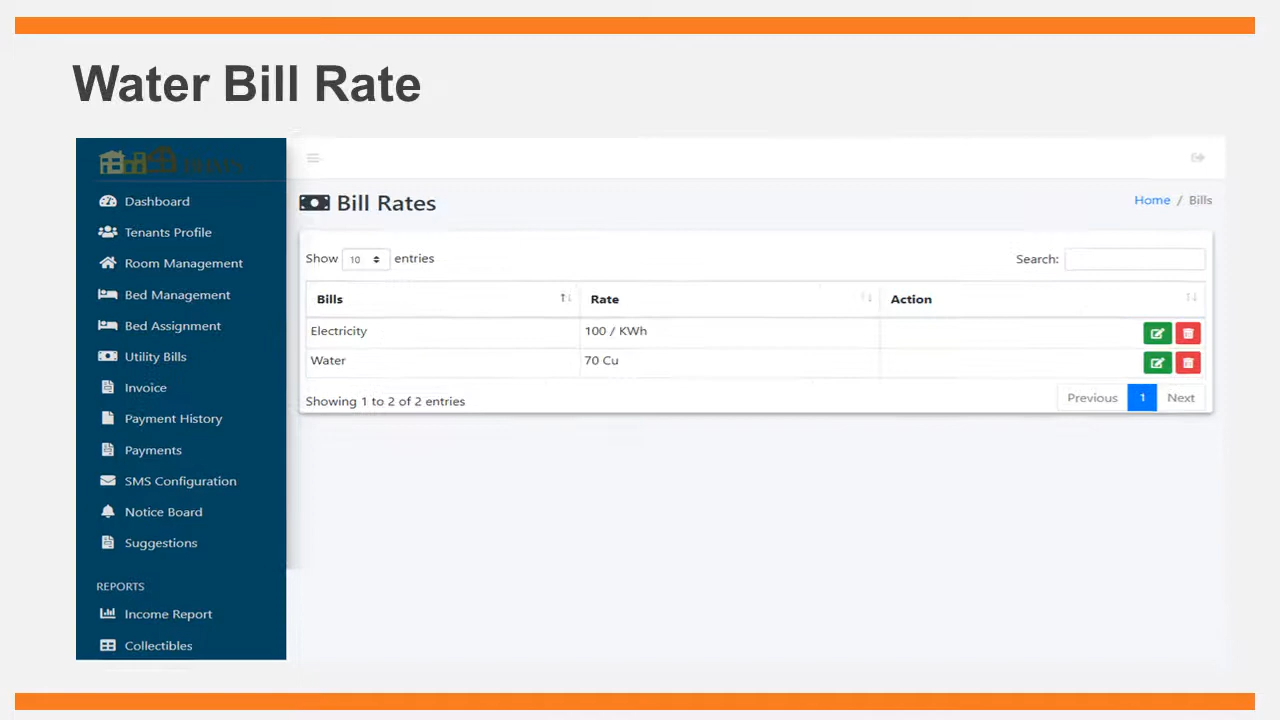 Water Bill Rate
Dashboard
Tenants Profile
Room Management
Bed Management
Bed Assignment
Utility Bills
Invoice
Payment History
Payments
SMS Configuration
Notice Board
Suggestions
REPORTS
Income Report
Collectibles
Bill Rates
Home / Bills
Show 10 entries
Search:
Bills Rate Action
Electricity 100 / KWh
Water 70 Cu
Showing 1 to 2 of 2 entries
Previous 1 Next